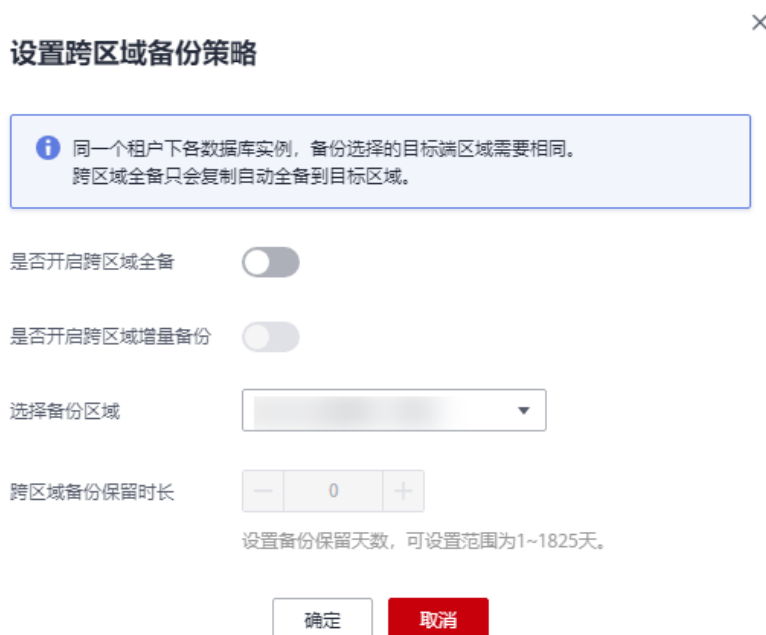 设置跨区域备份策略
同一个租户下各数据库实例，备份选择的目标端区域需要相同。
跨区域全备只会复制自动全备到目标区域。
是否开启跨区域全备
是否开启跨区域增量备份
选择备份区域
跨区域备份保留时长
0
设置备份保留天数，可设置范围为1~1825天。
确定 取消